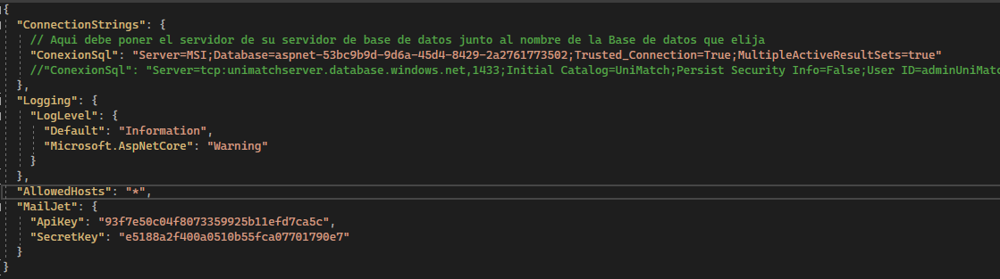 {
"ConnectionStrings": {
// Aqui debe poner el servidor de su servidor de base de datos junto al nombre de la Base de datos que elija
"ConexionSql": "Server=MSI;Database=aspnet-53bc9b9d-9d6a-45d4-8429-2a2761773502;Trusted_Connection=True;MultipleActiveResultSets=true"
//"ConexionSql": "Server=tcp:unimatchserver.database.windows.net,1433;Initial Catalog=UniMatch;Persist Security Info=False;User ID=adminUniMatc
},
"Logging": {
"LogLevel": {
"Default": "Information",
"Microsoft.AspNetCore": "Warning"
}
},
"AllowedHosts": "*",
"MailJet": {
"ApiKey": "93f7e50c04f8073359925b11efd7ca5c",
"SecretKey": "e5188a2f400a0510b55fca07701790e7"
}
}